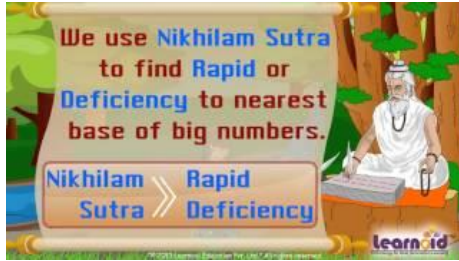 We use Nikhilam Sutra
to find Rapid or
Deficiency to nearest
base of big numbers.
Nikhilam Rapid
Sutra Deficiency
Learnoid